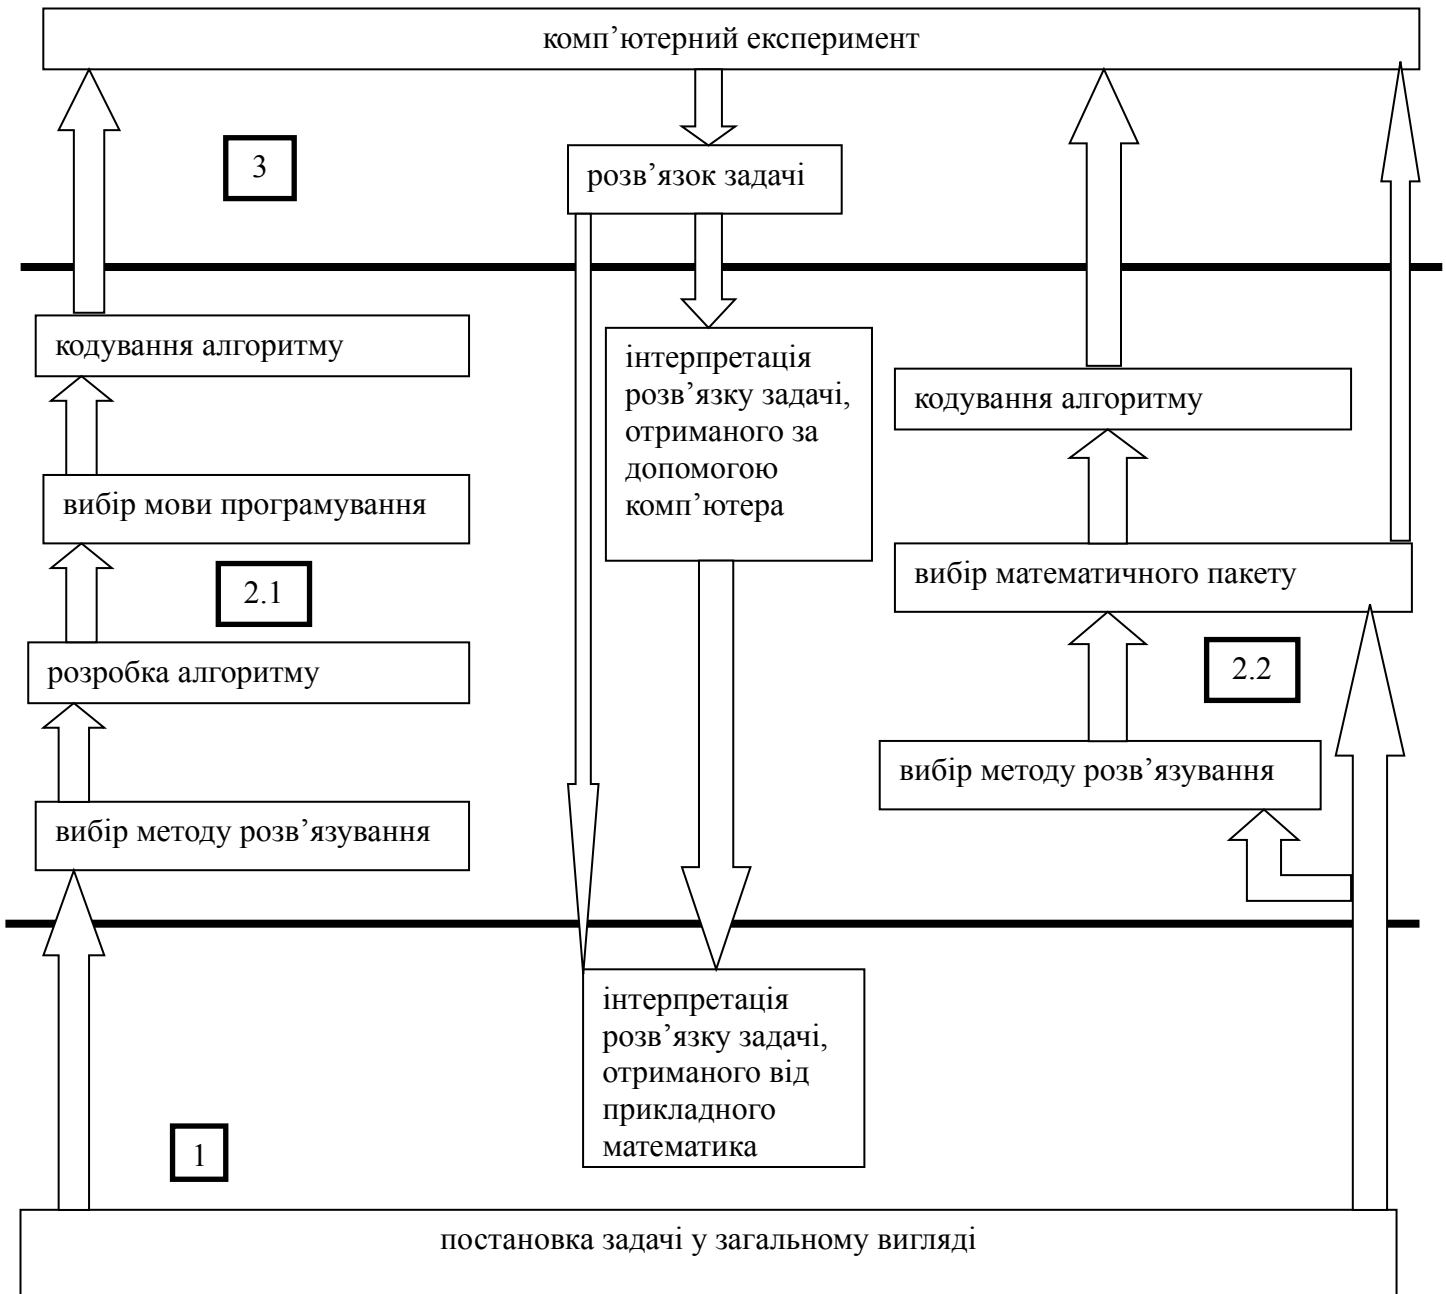 комп’ютерний експеримент
3
розв’язок задачі
кодування алгоритму
інтерпретація
розв’язку задачі,
отриманого за
допомогою
комп’ютера
кодування алгоритму
вибір мови програмування
2.1
вибір математичного пакету
розробка алгоритму
2.2
вибір методу розв’язування
вибір методу розв’язування
інтерпретація
розв’язку задачі,
отриманого від
прикладного
математика
1
постановка задачі у загальному вигляді